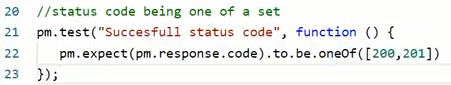 20 //status code being one of a set
21 pm.test("Succesfull status code", function () {
22 pm.expect(pm.response.code).to.be.oneOf([200,201])
23 });